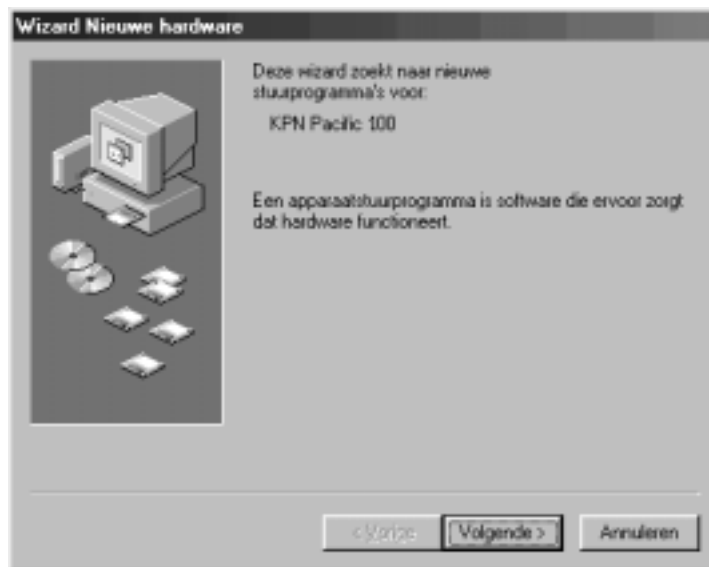 Wizard Nieuwe hardware
Deze wizard zoekt naar nieuwe
stuurprogramma's voor:
KPN Pacific 100
Een apparaatstuurprogramma is software die ervoor zorgt
dat hardware functioneert.
< Vorige
Volgende >
Annuleren